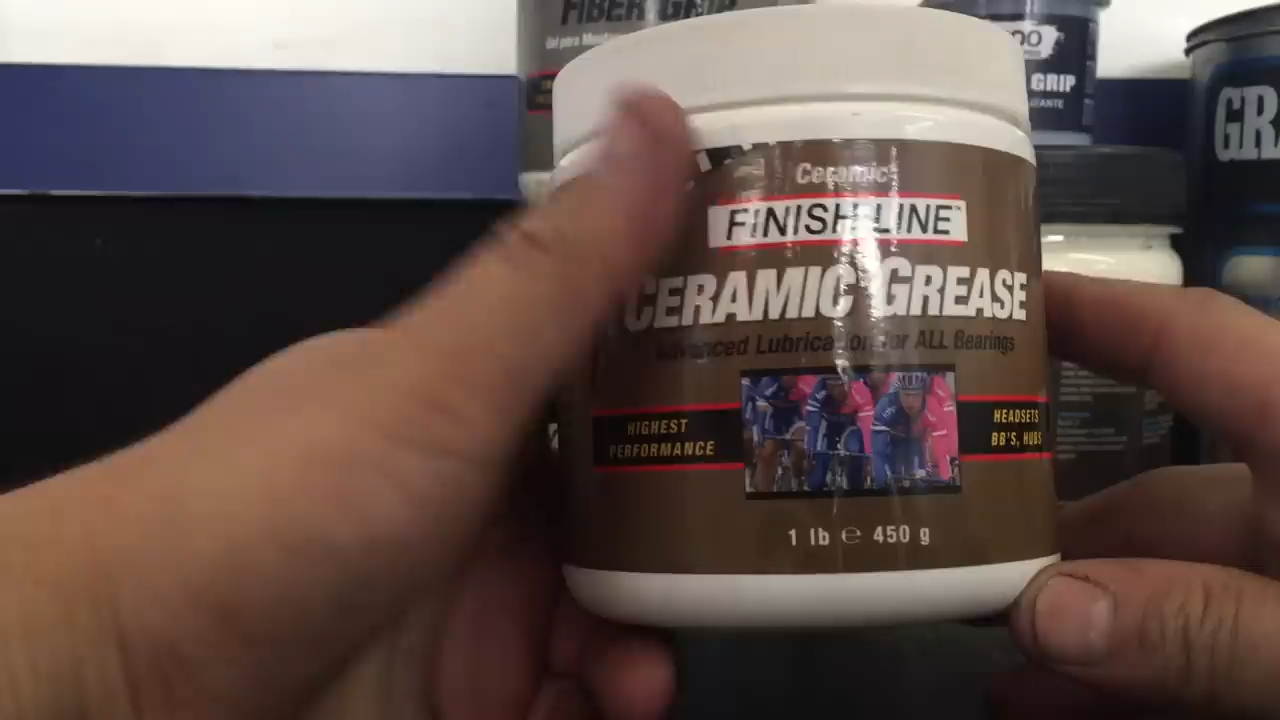 FIBER GRIP
GRIP
GR
Ceramic
FINISH LINE™
CERAMIC GREASE
Advanced Lubrication for ALL Bearings
HIGHEST
PERFORMANCE
HEADSETS
BB'S, HUBS
1 lb ℮ 450 g